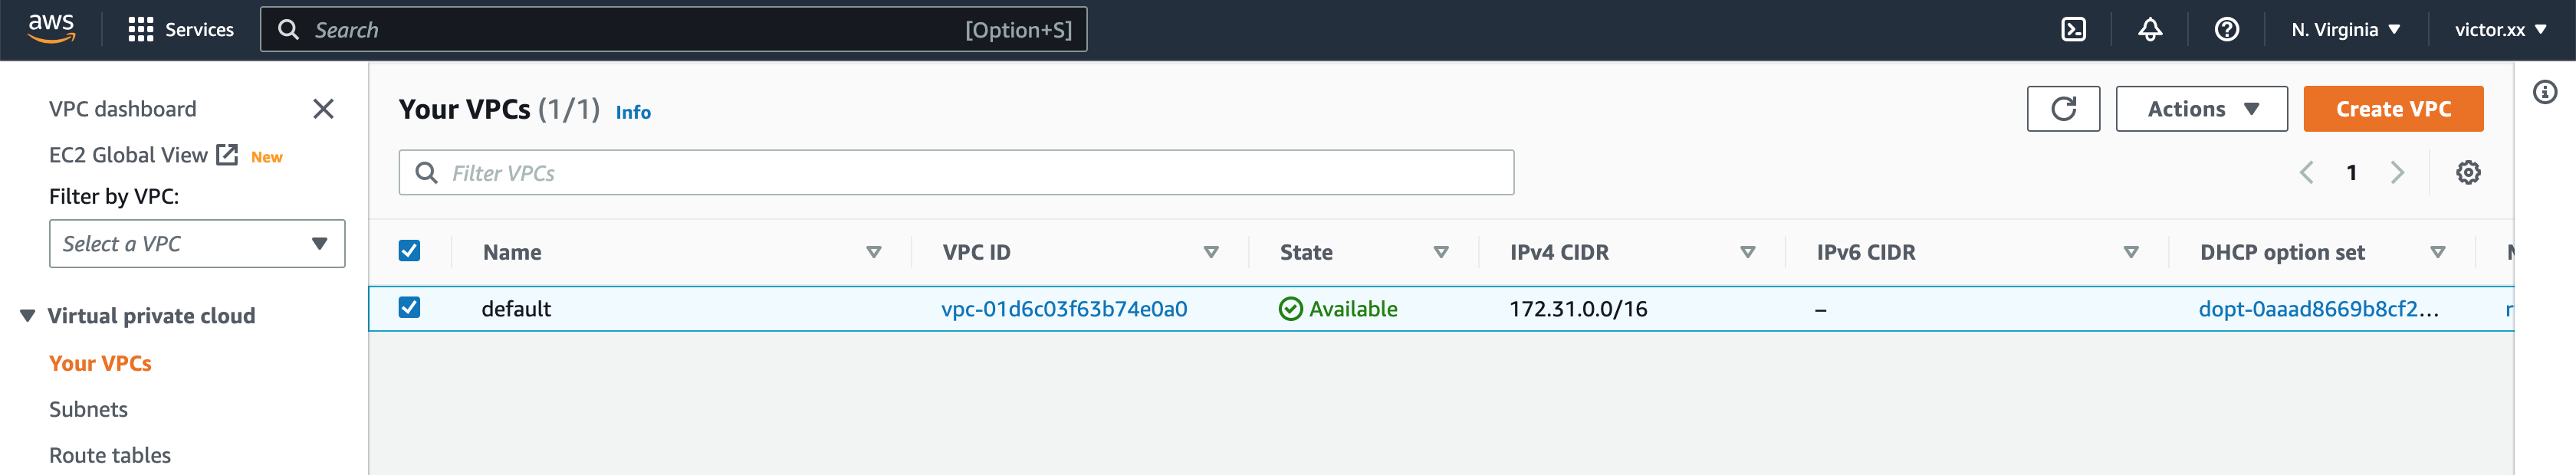 aws Services Search [Option+S] N. Virginia victor.xx
VPC dashboard
EC2 Global View New
Filter by VPC:
Select a VPC
Virtual private cloud
Your VPCs
Subnets
Route tables
Your VPCs (1/1) Info Actions Create VPC
Filter VPCs 1
Name VPC ID State IPv4 CIDR IPv6 CIDR DHCP option set
default vpc-01d6c03f63b74e0a0 Available 172.31.0.0/16 – dopt-0aaad8669b8cf2...